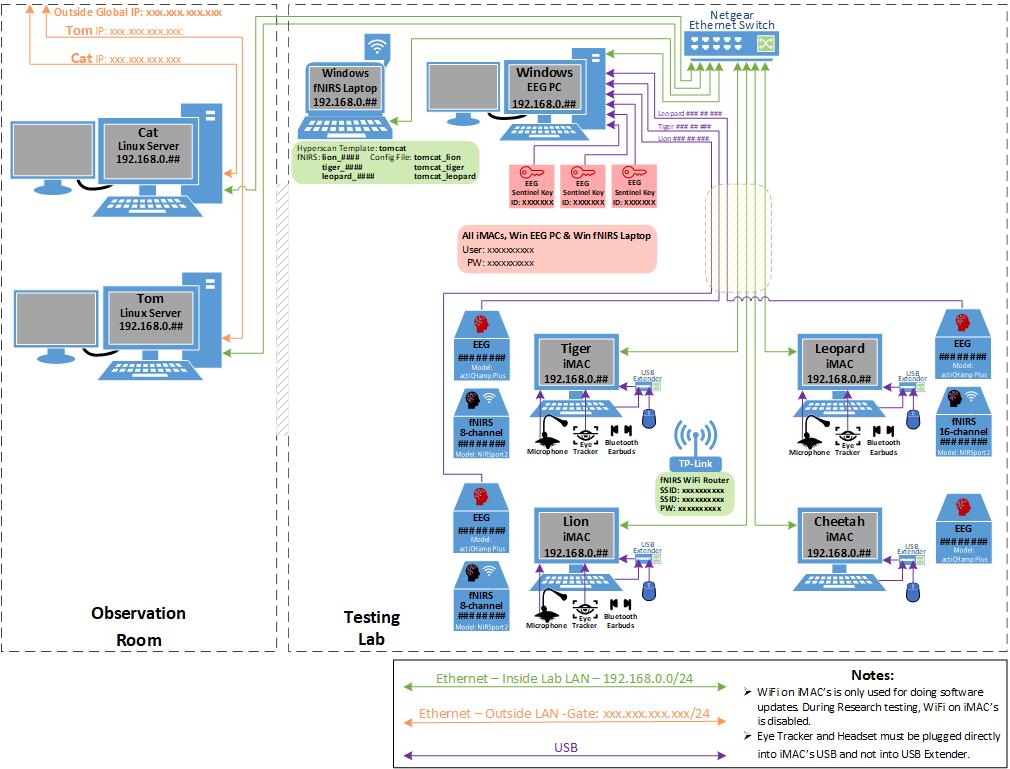 Outside Global IP: xxx.xxx.xxx.xxx
Tom IP: xxx.xxx.xxx.xxx:
Cat IP: xxx.xxx.xxx.xxx
Cat
Linux Server
192.168.0.##
Tom
Linux Server
192.168.0.##
Observation
Room
Netgear
Ethernet Switch
Windows
fNIRS Laptop
192.168.0.##
Windows
EEG PC
192.168.0.##
Leopard ### ## ###
Tiger ### ## ###
Lion ### ## ###
Hyperscan Template: tomcat
fNIRS: lion_#### Config File: tomcat_lion
tiger_#### tomcat_tiger
leopard_#### tomcat_leopard
EEG
Sentinel Key
ID: XXXXXXX
EEG
Sentinel Key
ID: XXXXXXX
EEG
Sentinel Key
ID: XXXXXXX
All iMACs, Win EEG PC & Win fNIRS Laptop
User: xxxxxxxxxx
PW: xxxxxxxxxx
EEG
########
Model:
actiCHamp Plus
fNIRS
8-channel
########
Model: NIRSport2
Tiger
iMAC
192.168.0.##
USB
Extender
Microphone
Eye
Tracker
Bluetooth
Earbuds
Leopard
iMAC
192.168.0.##
USB
Extender
Microphone
Eye
Tracker
Bluetooth
Earbuds
EEG
########
Model:
actiCHamp Plus
fNIRS
16-channel
########
Model: NIRSport2
TP-Link
fNIRS WiFi Router
SSID: xxxxxxxxxx
SSID: xxxxxxxxxx
PW: xxxxxxxxxx
EEG
########
Model:
actiCHamp Plus
fNIRS
8-channel
########
Model: NIRSport2
Lion
iMAC
192.168.0.##
USB
Extender
Microphone
Eye
Tracker
Bluetooth
Earbuds
Cheetah
iMAC
192.168.0.##
USB
Extender
EEG
########
Model:
actiCHamp Plus
Testing
Lab
Ethernet – Inside Lab LAN – 192.168.0.0/24
Ethernet – Outside LAN -Gate: xxx.xxx.xxx.xxx/24
USB
Notes:
➤ WiFi on iMAC's is only used for doing software
updates. During Research testing, WiFi on iMAC's
is disabled.
➤ Eye Tracker and Headset must be plugged directly
into iMAC's USB and not into USB Extender.